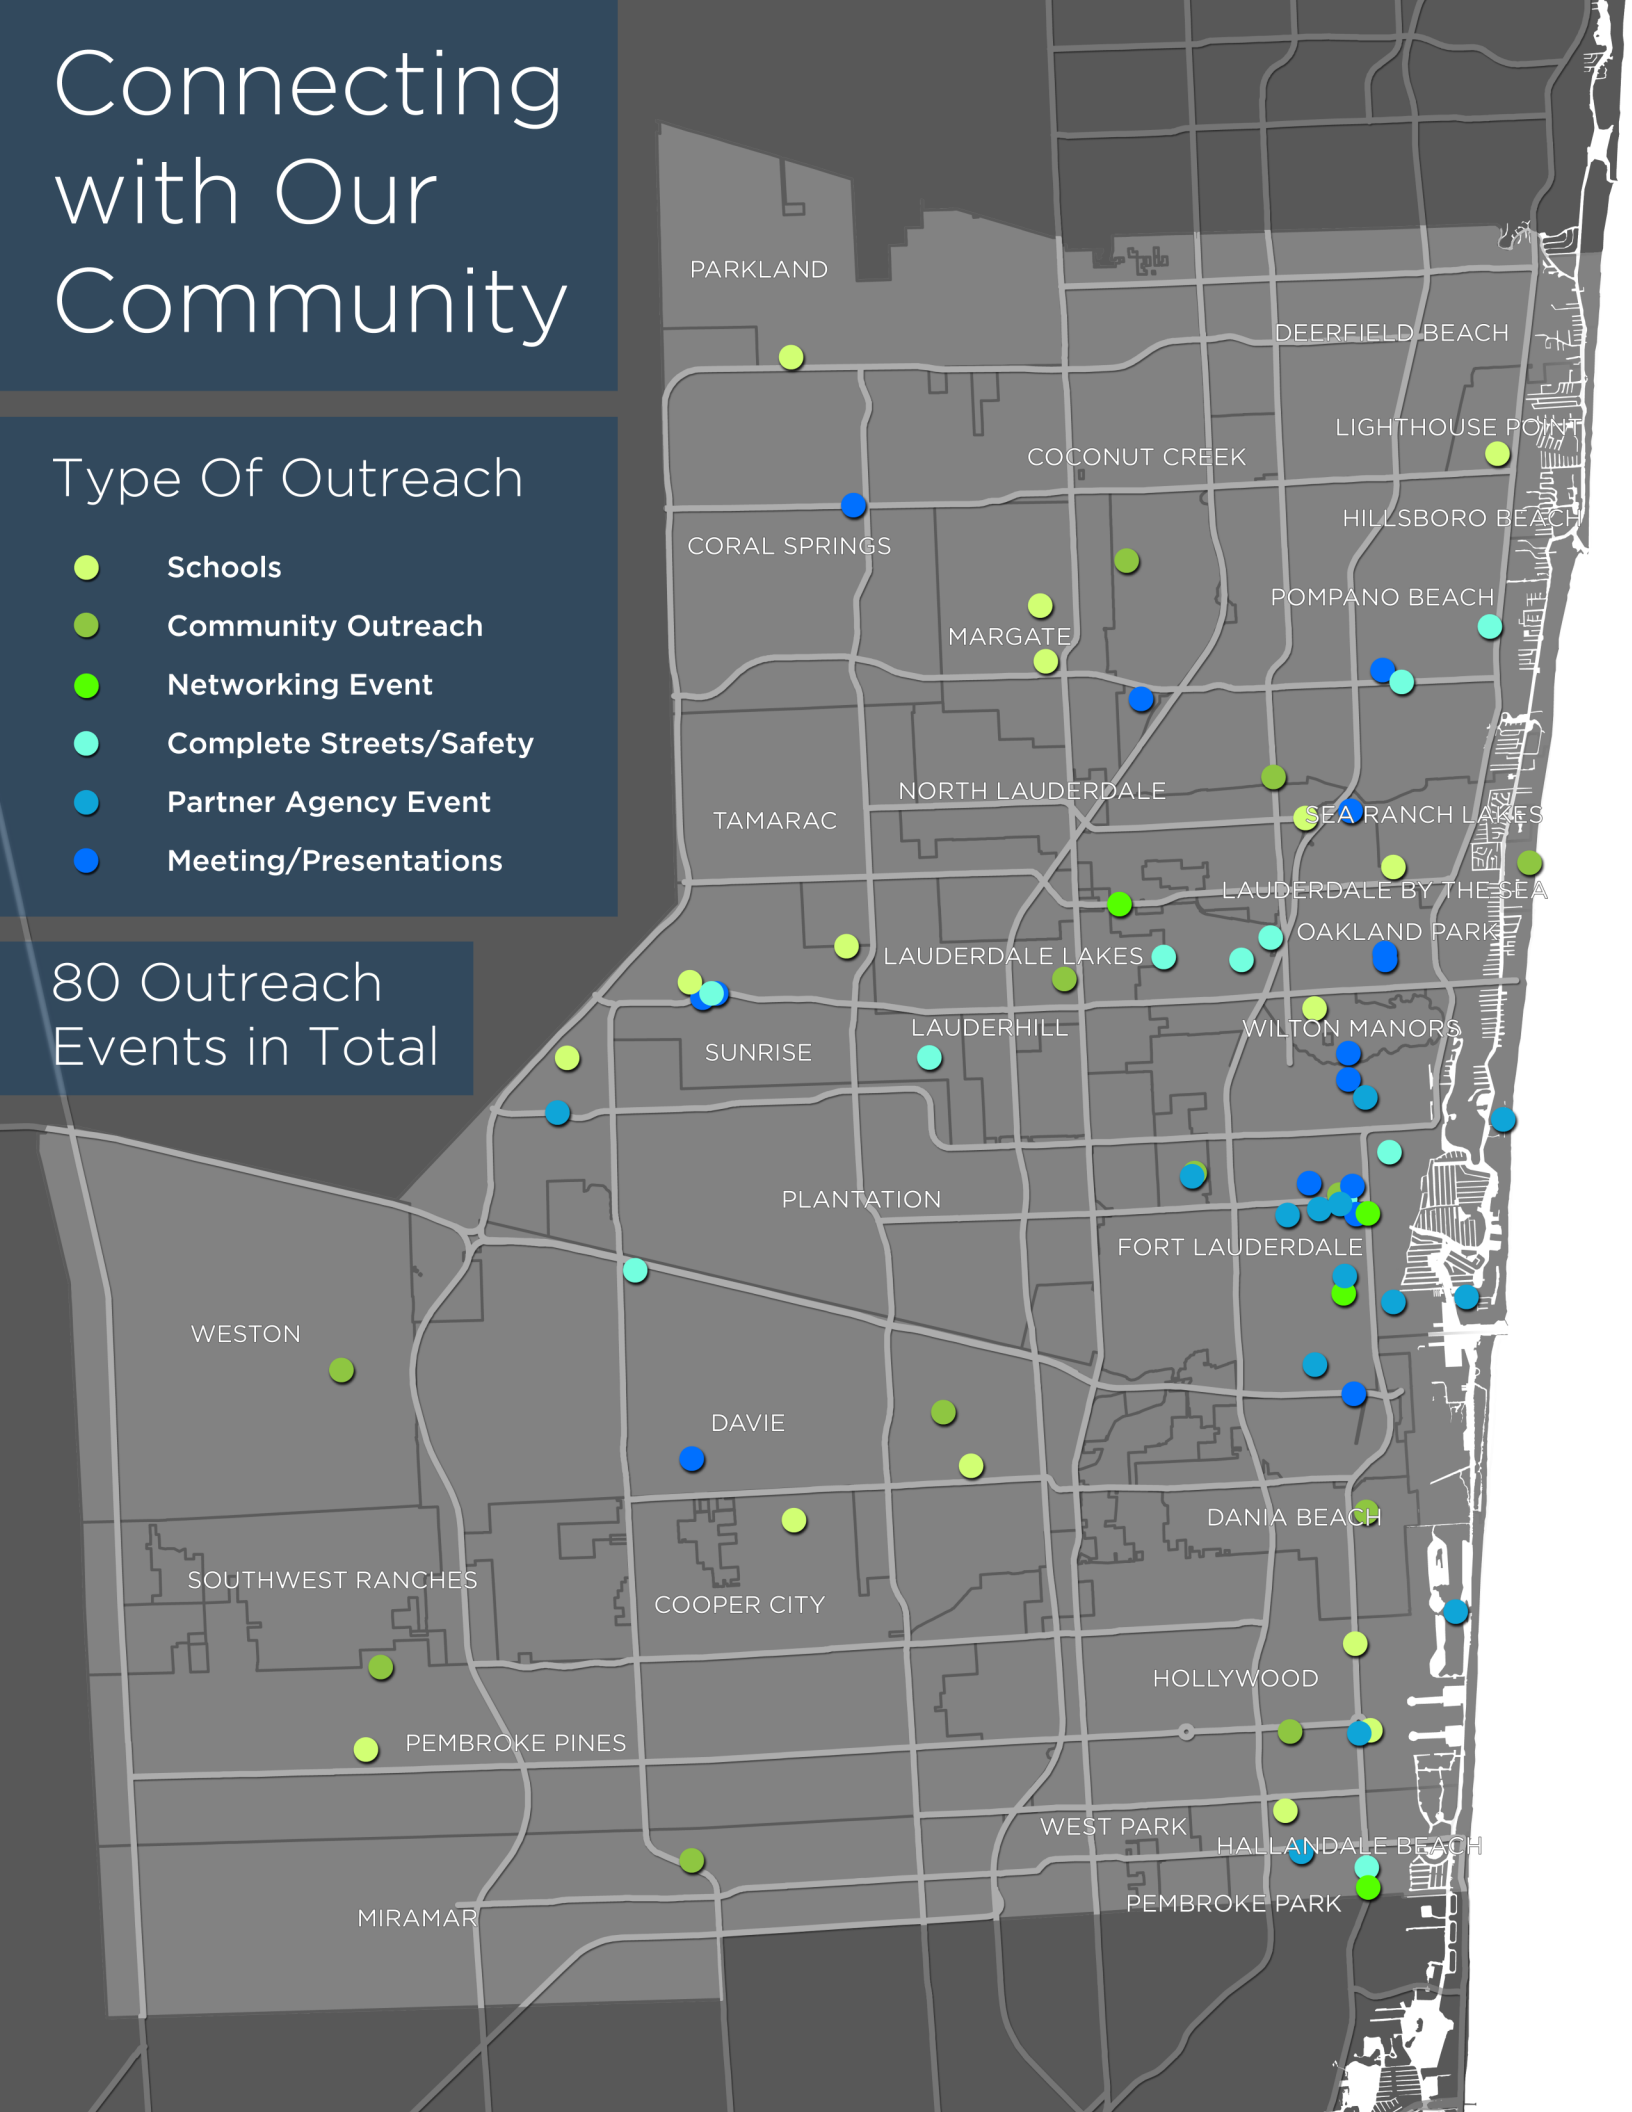 Connecting
with Our
Community
Type Of Outreach
Schools
Community Outreach
Networking Event
Complete Streets/Safety
Partner Agency Event
Meeting/Presentations
80 Outreach
Events in Total
PARKLAND
DEERFIELD BEACH
LIGHTHOUSE POINT
COCONUT CREEK
HILLSBORO BEACH
CORAL SPRINGS
POMPANO BEACH
MARGATE
NORTH LAUDERDALE
SEA RANCH LAKES
TAMARAC
LAUDERDALE BY THE SEA
OAKLAND PARK
LAUDERDALE LAKES
LAUDERHILL
WILTON MANORS
SUNRISE
PLANTATION
FORT LAUDERDALE
WESTON
DAVIE
DANIA BEACH
SOUTHWEST RANCHES
COOPER CITY
HOLLYWOOD
PEMBROKE PINES
WEST PARK
HALLANDALE BEACH
PEMBROKE PARK
MIRAMAR